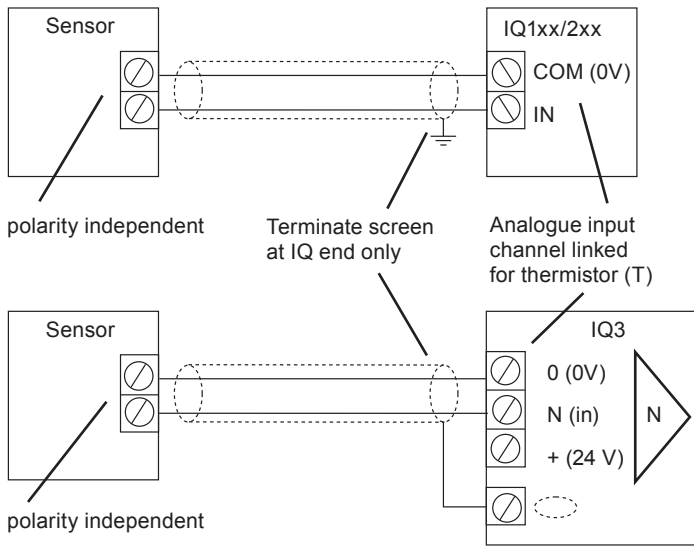 Sensor
IQ1xx/2xx
COM (0V)
IN
polarity independent
Terminate screen
at IQ end only
Analogue input
channel linked
for thermistor (T)
Sensor
IQ3
0 (0V)
N (in)
N
+ (24 V)
polarity independent